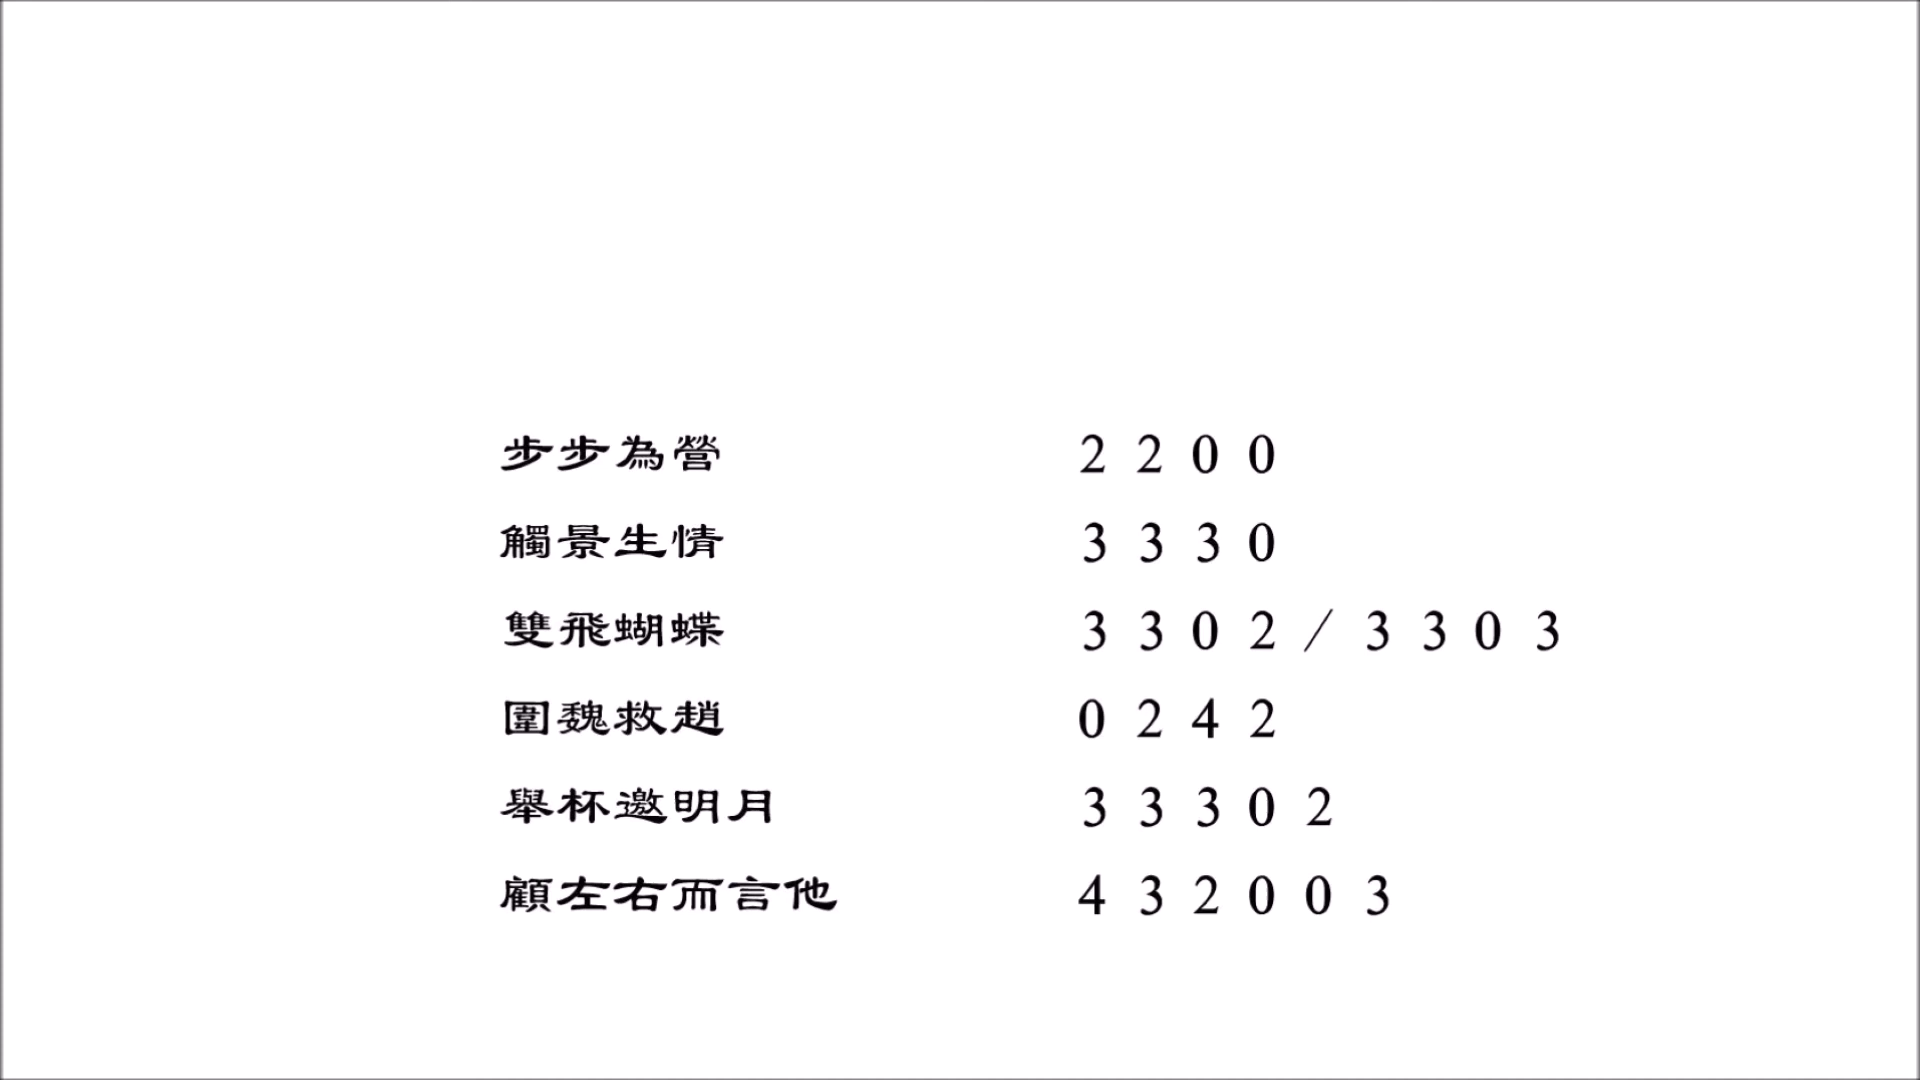 步步為營 2 2 0 0
觸景生情 3 3 3 0
雙飛蝴蝶 3 3 0 2 / 3 3 0 3
圍魏救趙 0 2 4 2
舉杯邀明月 3 3 3 0 2
顧左右而言他 4 3 2 0 0 3